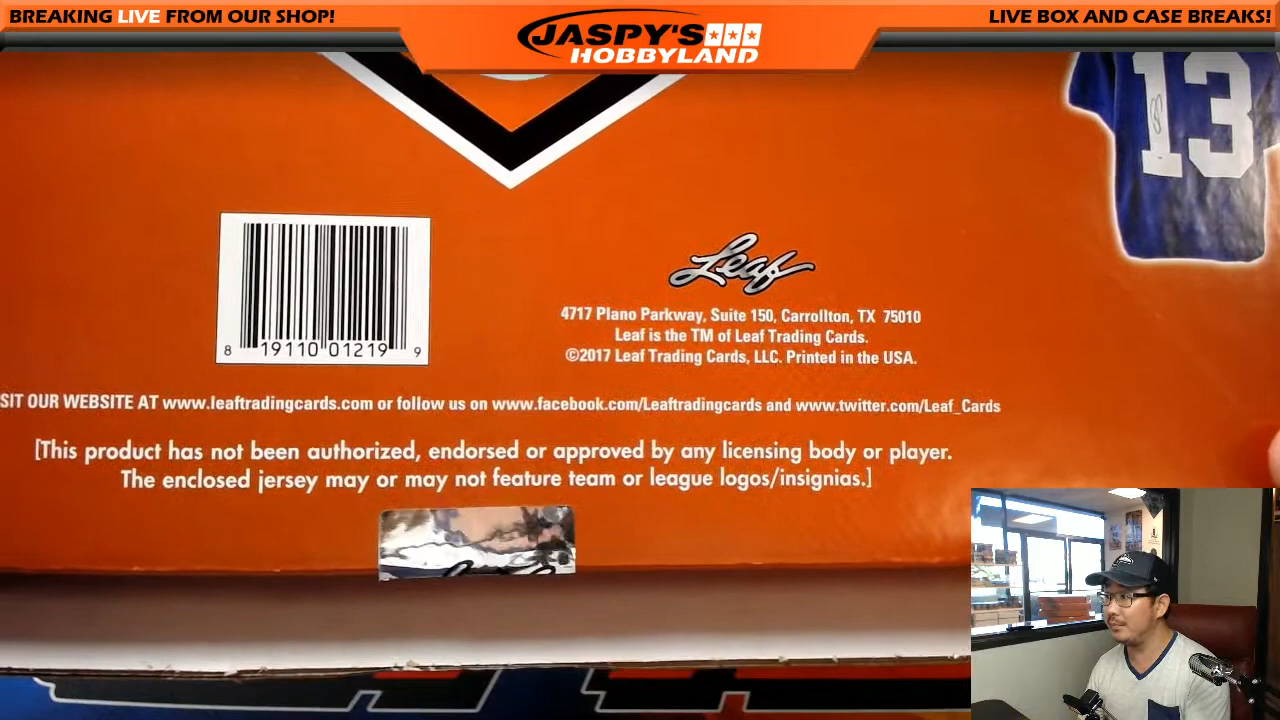 BREAKING LIVE FROM OUR SHOP!
JASPY'S
HOBBYLAND
LIVE BOX AND CASE BREAKS!
13
Leaf
4717 Plano Parkway, Suite 150, Carrollton, TX 75010
Leaf is the TM of Leaf Trading Cards.
©2017 Leaf Trading Cards, LLC. Printed in the USA.
8 19110 01219 9
SIT OUR WEBSITE AT www.leaftradingcards.com or follow us on www.facebook.com/Leaftradingcards and www.twitter.com/Leaf_Cards
[This product has not been authorized, endorsed or approved by any licensing body or player.
The enclosed jersey may or may not feature team or league logos/insignias.]